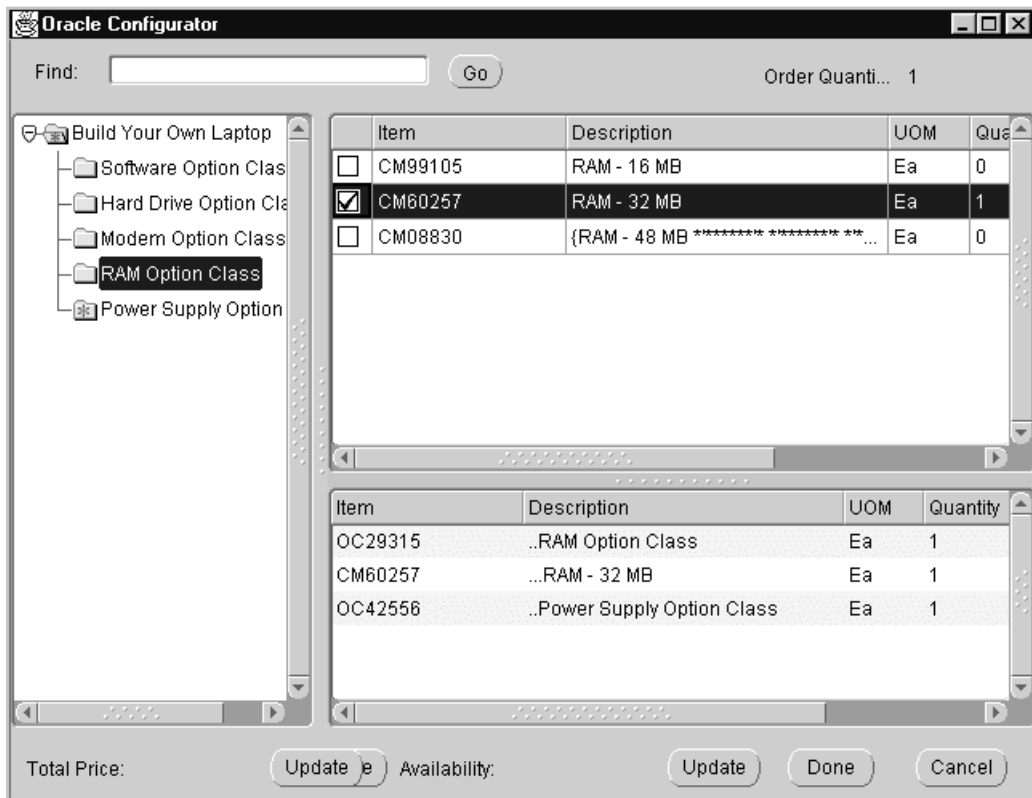 Oracle Configurator
Find: Go Order Quanti... 1
Build Your Own Laptop
Software Option Clas
Hard Drive Option Cla
Modem Option Class
RAM Option Class
Power Supply Option
Item Description UOM Qua
CM99105 RAM - 16 MB Ea 0
CM60257 RAM - 32 MB Ea 1
CM08830 {RAM - 48 MB ********* ********* **... Ea 0
Item Description UOM Quantity
OC29315 ..RAM Option Class Ea 1
CM60257 ...RAM - 32 MB Ea 1
OC42556 ..Power Supply Option Class Ea 1
Total Price: Update e Availability: Update Done Cancel